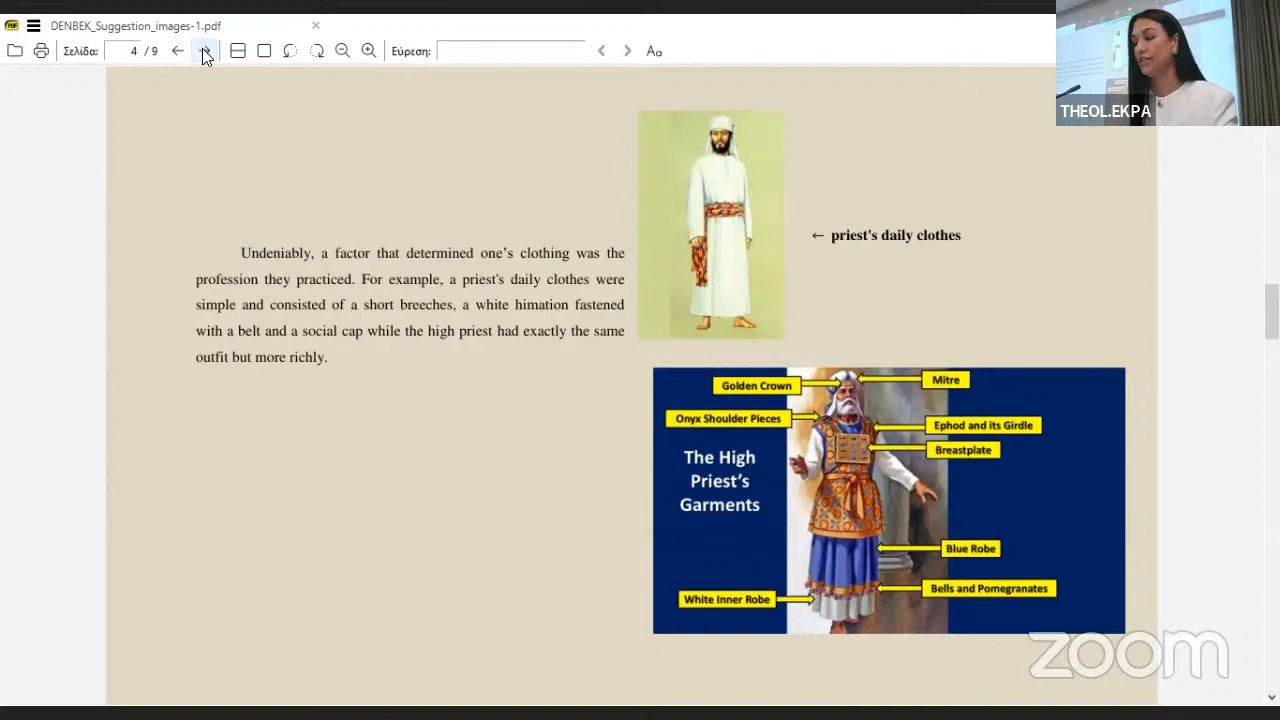 PDF
DENBEK_Suggestion_images-1.pdf
Σελίδα: 4 / 9
Εύρεση:
Aα
THEOL.EKPA
← priest's daily clothes
Undeniably, a factor that determined one's clothing was the
profession they practiced. For example, a priest's daily clothes were
simple and consisted of a short breeches, a white himation fastened
with a belt and a social cap while the high priest had exactly the same
outfit but more richly.
Golden Crown
Mitre
Onyx Shoulder Pieces
Ephod and its Girdle
Breastplate
The High
Priest's
Garments
Blue Robe
Bells and Pomegranates
White Inner Robe
zoom